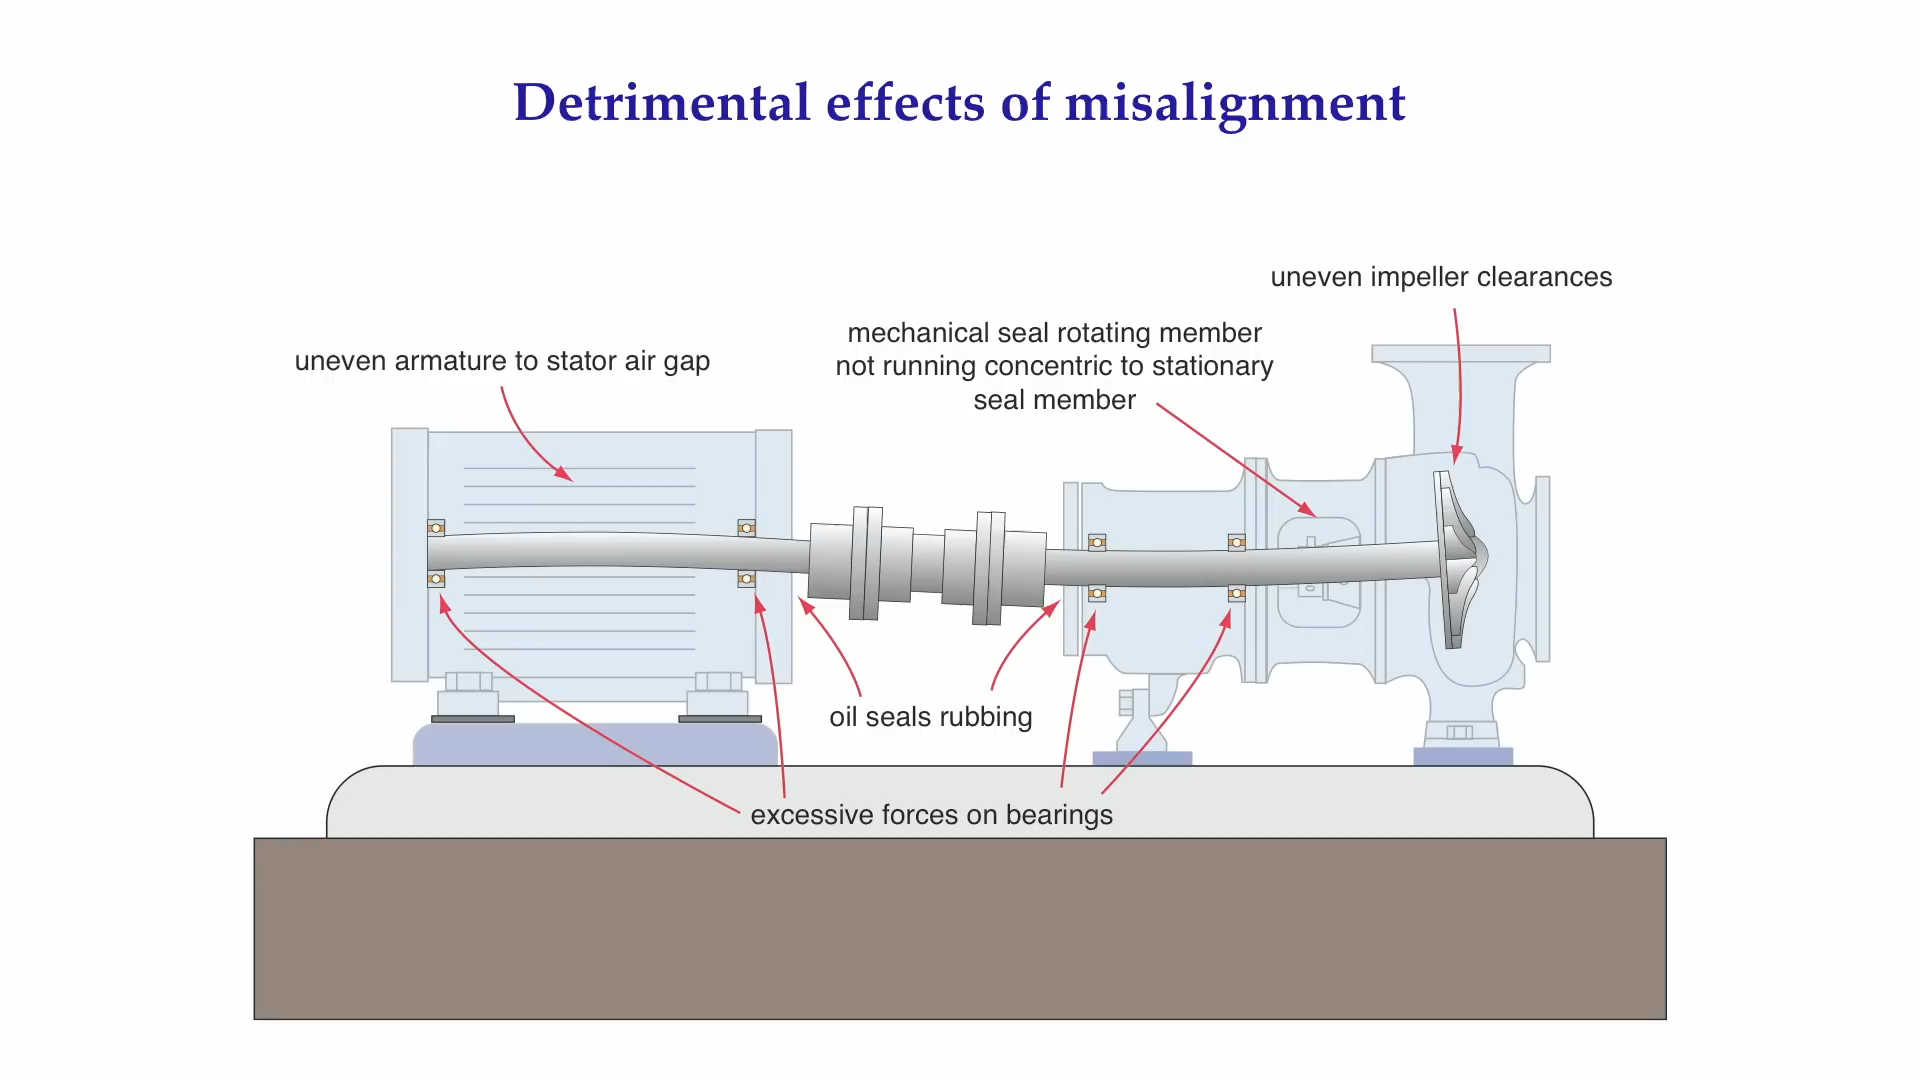 Detrimental effects of misalignment
uneven impeller clearances
mechanical seal rotating member
not running concentric to stationary
seal member
uneven armature to stator air gap
oil seals rubbing
excessive forces on bearings